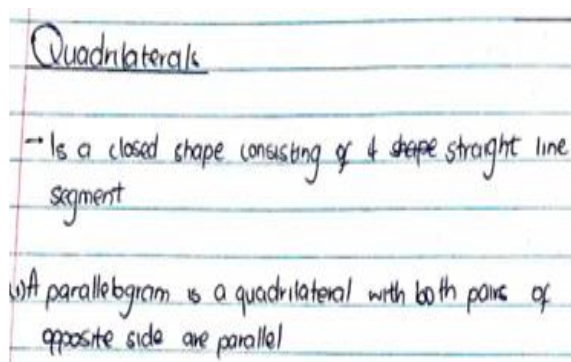 Quadrilaterals
- Is a closed shape consisting of 4 shape straight line
segment
(i) A parallelogram is a quadrilateral with both pairs of
opposite side are parallel